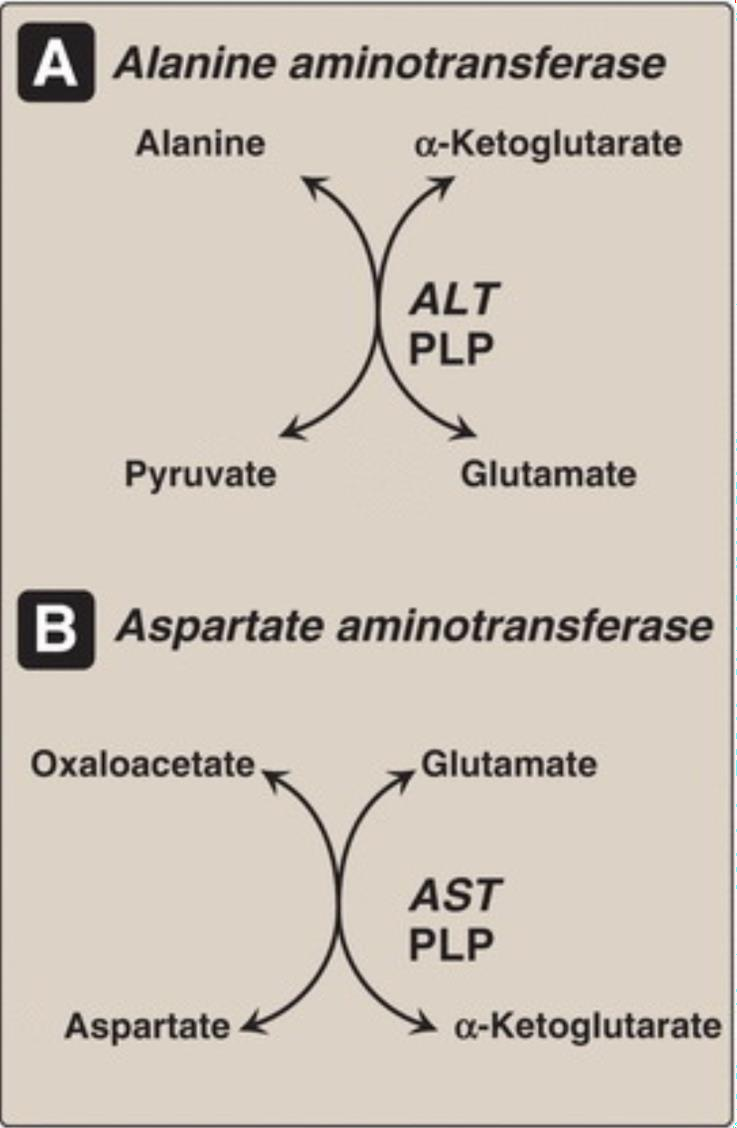 A Alanine aminotransferase
Alanine α-Ketoglutarate
ALT
PLP
Pyruvate Glutamate
B Aspartate aminotransferase
Oxaloacetate Glutamate
AST
PLP
Aspartate α-Ketoglutarate